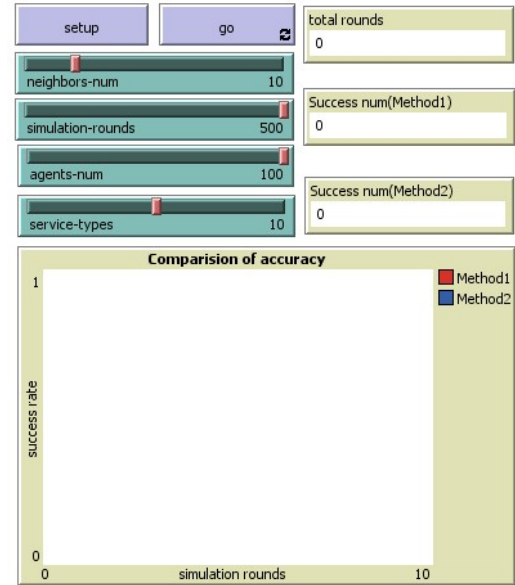 setup
go
total rounds
0
neighbors-num 10
simulation-rounds 500
Success num(Method1)
0
agents-num 100
service-types 10
Success num(Method2)
0
Comparision of accuracy
Method1
Method2
1
success rate
0
0 simulation rounds 10